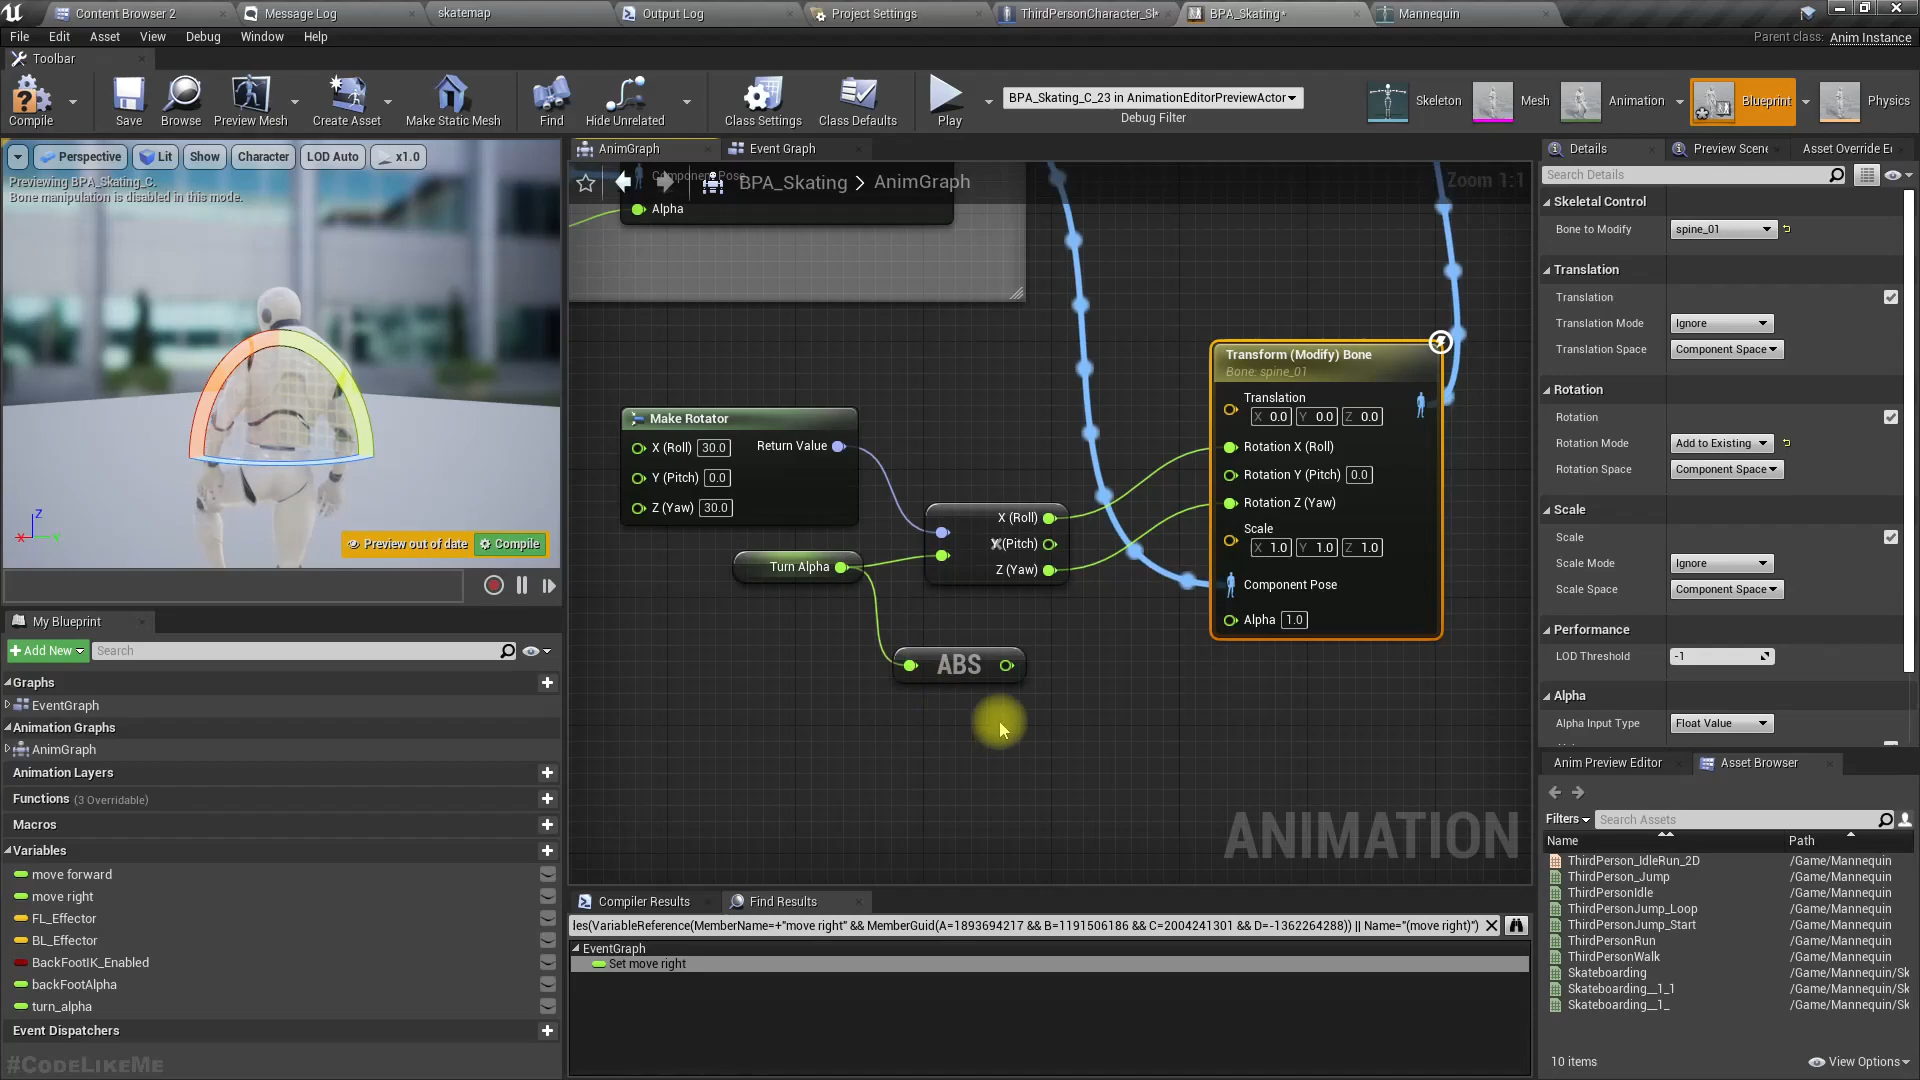 Content Browser 2
Message Log
skatemap
Output Log
Project Settings
ThirdPersonCharacter_Sk*
BPA_Skating*
Mannequin
File Edit Asset View Debug Window Help
Parent class: Anim Instance
Toolbar
Compile
Save
Browse
Preview Mesh
Create Asset
Make Static Mesh
Find
Hide Unrelated
Class Settings
Class Defaults
Play
BPA_Skating_C_23 in AnimationEditorPreviewActor
Debug Filter
Skeleton
Mesh
Animation
Blueprint
Physics
Perspective
Lit
Show
Character
LOD Auto
x1.0
Previewing BPA_Skating_C.
Bone manipulation is disabled in this mode.
Z
X
Y
Preview out of date
Compile
My Blueprint
Add New
Search
Graphs
EventGraph
Animation Graphs
AnimGraph
Animation Layers
Functions (3 Overridable)
Macros
Variables
move forward
move right
FL_Effector
BL_Effector
BackFootIK_Enabled
backFootAlpha
turn_alpha
Event Dispatchers
#CodeLikeMe
AnimGraph
Event Graph
BPA_Skating > AnimGraph
Zoom 1:1
Component Pose
Alpha
Make Rotator
X (Roll) 30.0
Return Value
Y (Pitch) 0.0
Z (Yaw) 30.0
Turn Alpha
X (Roll)
Y (Pitch)
Z (Yaw)
ABS
Transform (Modify) Bone
Bone: spine_01
Translation
X 0.0 Y 0.0 Z 0.0
Rotation X (Roll)
Rotation Y (Pitch) 0.0
Rotation Z (Yaw)
Scale
X 1.0 Y 1.0 Z 1.0
Component Pose
Alpha 1.0
ANIMATION
Compiler Results
Find Results
les(VariableReference(MemberName=+"move right" && MemberGuid(A=1893694217 && B=1191506186 && C=2004241301 && D=-1362264288)) || Name="(move right)")
EventGraph
Set move right
Details
Preview Scene
Asset Override E
Search Details
Skeletal Control
Bone to Modify spine_01
Translation
Translation
Translation Mode Ignore
Translation Space Component Space
Rotation
Rotation
Rotation Mode Add to Existing
Rotation Space Component Space
Scale
Scale
Scale Mode Ignore
Scale Space Component Space
Performance
LOD Threshold -1
Alpha
Alpha Input Type Float Value
Anim Preview Editor
Asset Browser
Filters
Search Assets
Name
Path
ThirdPerson_IdleRun_2D /Game/Mannequin
ThirdPerson_Jump /Game/Mannequin
ThirdPersonIdle /Game/Mannequin
ThirdPersonJump_Loop /Game/Mannequin
ThirdPersonJump_Start /Game/Mannequin
ThirdPersonRun /Game/Mannequin
ThirdPersonWalk /Game/Mannequin
Skateboarding /Game/Mannequin/Sk
Skateboarding__1_1 /Game/Mannequin/Sk
Skateboarding__1_ /Game/Mannequin/Sk
10 items
View Options